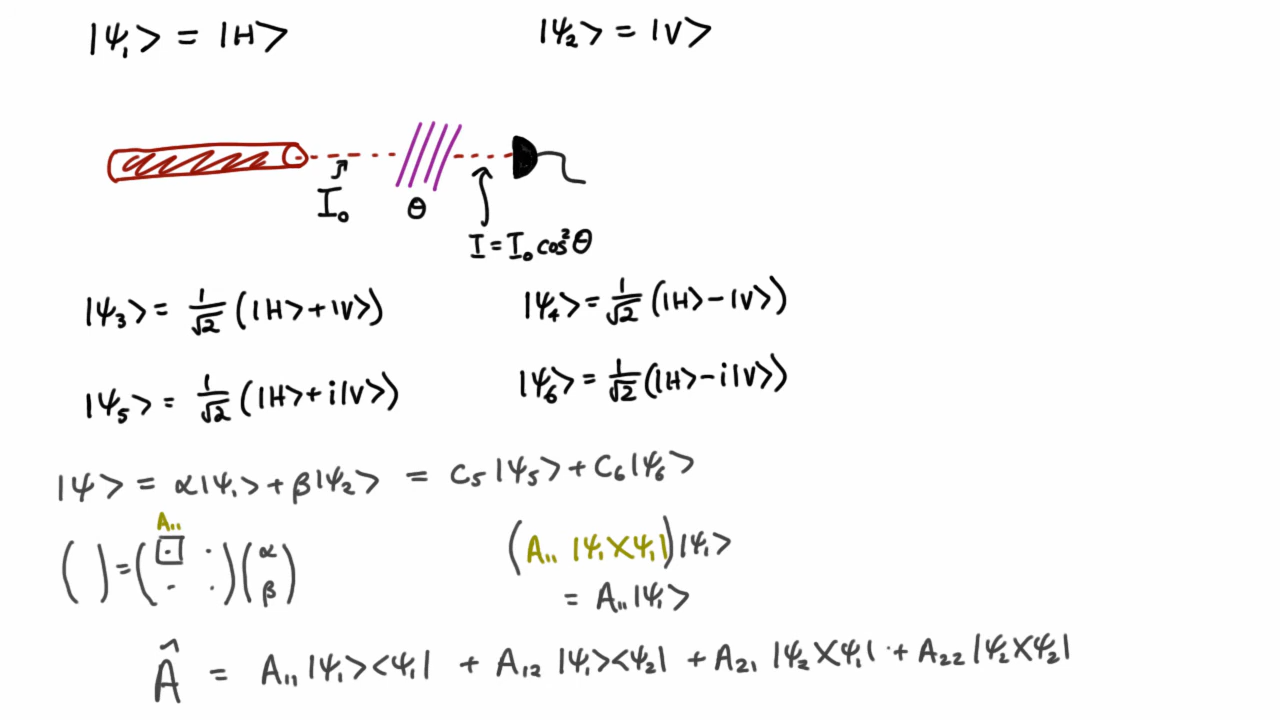 |ψ₁> = |H> |ψ₂> = |V>
I₀ θ
I = I₀ cos²θ
|ψ₃> = 1/√2 (|H> + |V>) |ψ₄> = 1/√2 (|H> - |V>)
|ψ₅> = 1/√2 (|H> + i|V>) |ψ₆> = 1/√2 (|H> - i|V>)
|ψ> = α|ψ₁> + β|ψ₂> = C₅|ψ₅> + C₆|ψ₆>
A₁₁
( ) = ( · · · · ) ( α β ) (A₁₁ |ψ₁><ψ₁|) |ψ₁>
= A₁₁ |ψ₁>
Â = A₁₁ |ψ₁><ψ₁| + A₁₂ |ψ₁><ψ₂| + A₂₁ |ψ₂><ψ₁| + A₂₂ |ψ₂><ψ₂|